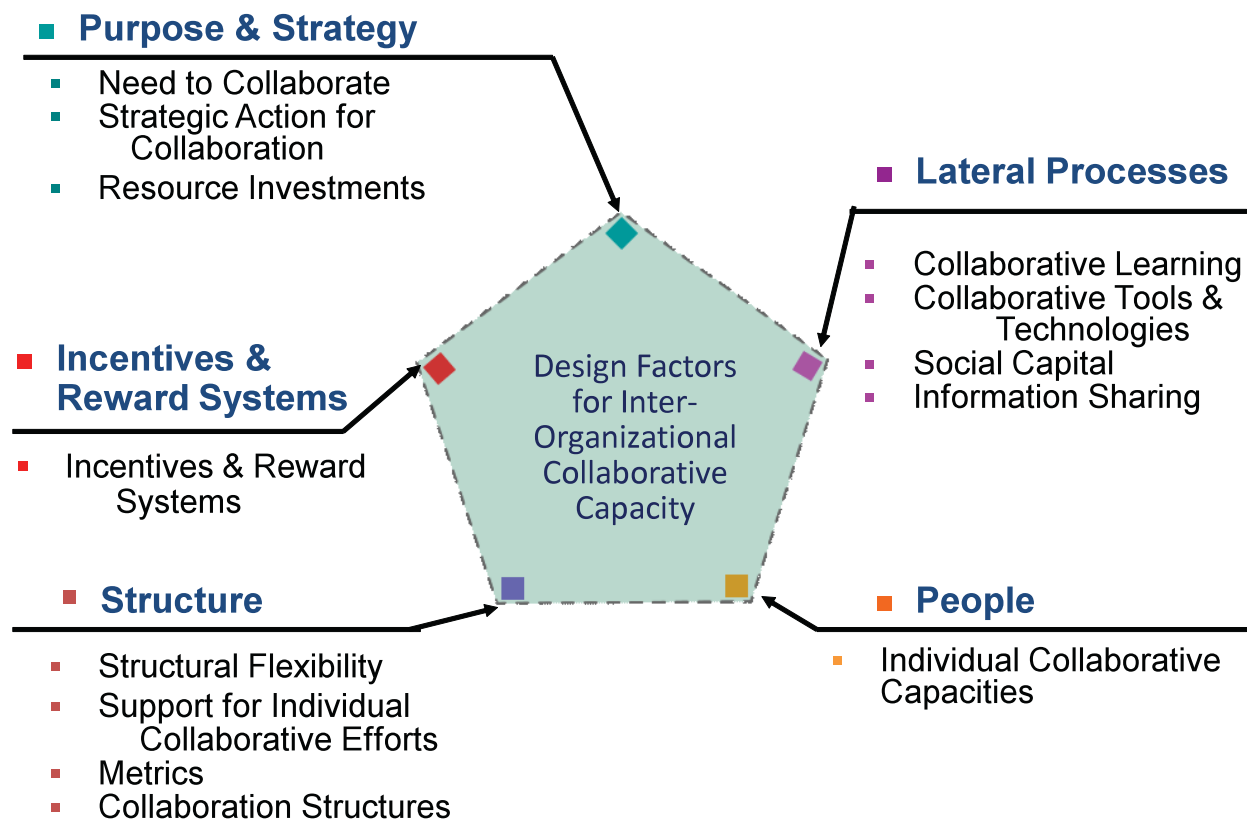 Purpose & Strategy
Need to Collaborate
Strategic Action for
Collaboration
Resource Investments
Lateral Processes
Collaborative Learning
Collaborative Tools &
Technologies
Social Capital
Information Sharing
Incentives &
Reward Systems
Incentives & Reward
Systems
Design Factors
for Inter-
Organizational
Collaborative
Capacity
Structure
Structural Flexibility
Support for Individual
Collaborative Efforts
Metrics
Collaboration Structures
People
Individual Collaborative
Capacities